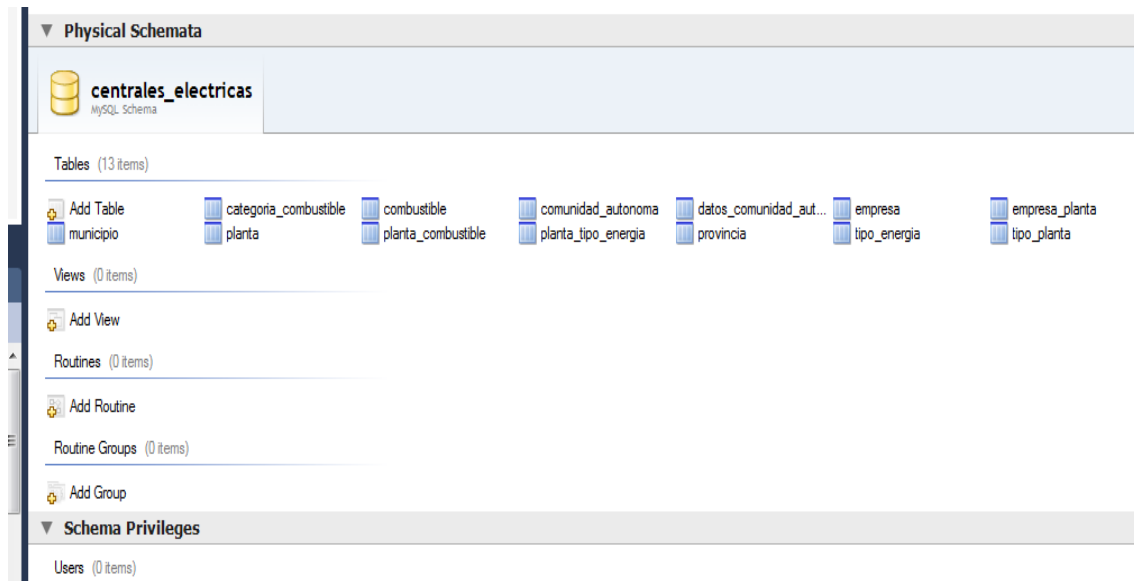 Physical Schemata
centrales_electricas
MySQL Schema
Tables (13 items)
Add Table categoria_combustible combustible comunidad_autonoma datos_comunidad_aut... empresa empresa_planta
municipio planta planta_combustible planta_tipo_energia provincia tipo_energia tipo_planta
Views (0 items)
Add View
Routines (0 items)
Add Routine
Routine Groups (0 items)
Add Group
Schema Privileges
Users (0 items)